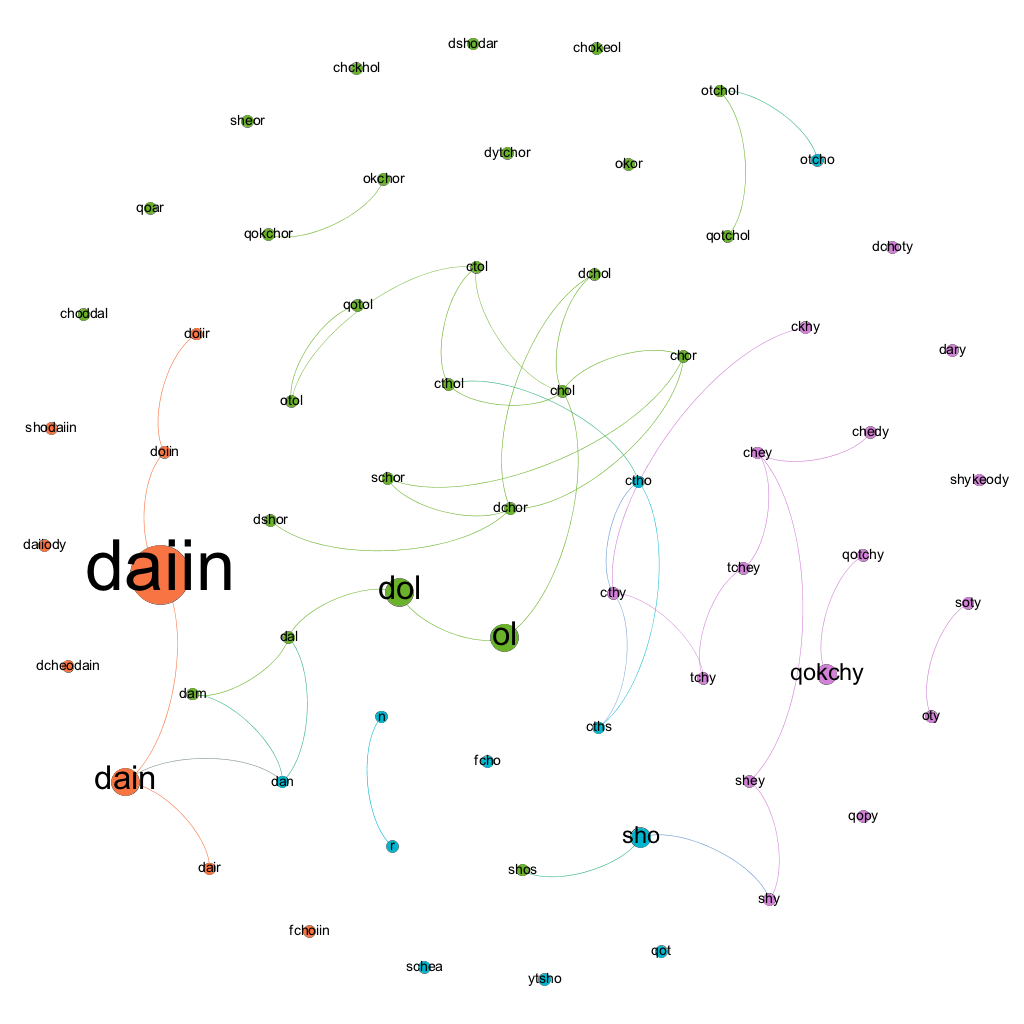 dshodar
chokeol
chckhol
otchol
sheor
dytchor
otcho
okor
okchor
qoar
qokchor
qotchol
dchoty
ctol
dchol
qotol
choddal
ckhy
doiir
dary
chor
cthol
chol
otol
shodaiin
chedy
doiin
chey
schor
ctho
shykeody
dchor
dshor
daiiody
qotchy
daiin
tchey
dol
cthy
soty
ol
dal
dcheodain
qokchy
tchy
dam
n
oty
cths
fcho
dain
dan
shey
qopy
sho
r
dair
shos
shy
fchoiin
qot
schea
ytsho